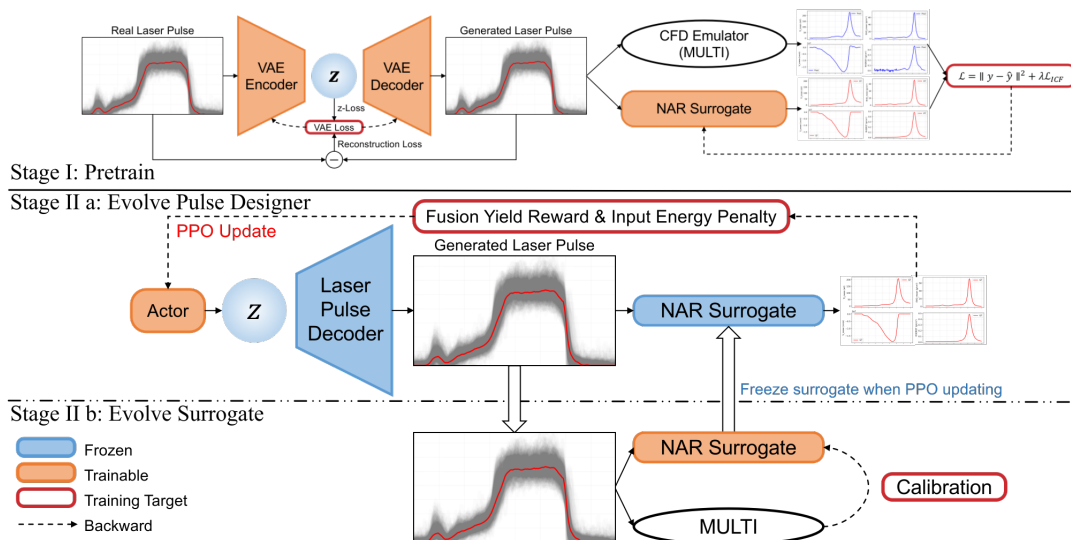 Real Laser Pulse
VAE
Encoder
z
VAE
Decoder
z-Loss
VAE Loss
Reconstruction Loss
Generated Laser Pulse
CFD Emulator
(MULTI)
NAR Surrogate
ℒ = ‖ y − ŷ ‖² + λℒ_ICF
Stage I: Pretrain
Stage II a: Evolve Pulse Designer
Fusion Yield Reward & Input Energy Penalty
PPO Update
Generated Laser Pulse
Actor
Z
Laser
Pulse
Decoder
NAR Surrogate
Freeze surrogate when PPO updating
Stage II b: Evolve Surrogate
Frozen
Trainable
Training Target
Backward
NAR Surrogate
MULTI
Calibration